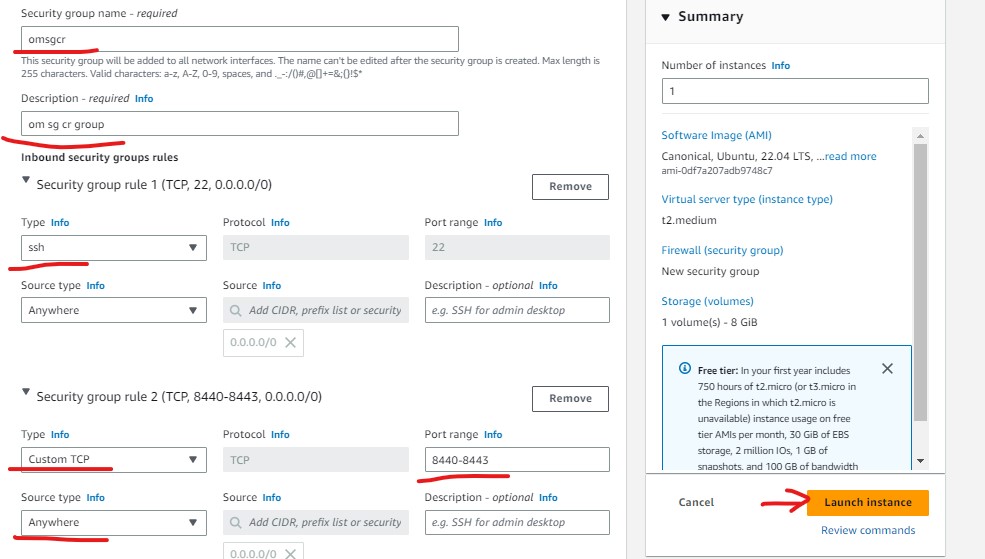 Security group name - required
omsgcr
This security group will be added to all network interfaces. The name can't be edited after the security group is created. Max length is
255 characters. Valid characters: a-z, A-Z, 0-9, spaces, and ._-:/()#,@[]+=&;{}!$*
Description - required Info
om sg cr group
Inbound security groups rules
Security group rule 1 (TCP, 22, 0.0.0.0/0)
Remove
Type Info
Protocol Info
Port range Info
ssh
TCP
22
Source type Info
Source Info
Description - optional Info
Anywhere
Add CIDR, prefix list or security
e.g. SSH for admin desktop
0.0.0.0/0
Security group rule 2 (TCP, 8440-8443, 0.0.0.0/0)
Remove
Type Info
Protocol Info
Port range Info
Custom TCP
TCP
8440-8443
Source type Info
Source Info
Description - optional Info
Anywhere
Add CIDR, prefix list or security
e.g. SSH for admin desktop
0.0.0.0/0
Summary
Number of instances Info
1
Software Image (AMI)
Canonical, Ubuntu, 22.04 LTS, ...read more
ami-0df7a207adb9748c7
Virtual server type (instance type)
t2.medium
Firewall (security group)
New security group
Storage (volumes)
1 volume(s) - 8 GiB
Free tier: In your first year includes
750 hours of t2.micro (or t3.micro in
the Regions in which t2.micro is
unavailable) instance usage on free
tier AMIs per month, 30 GiB of EBS
storage, 2 million IOs, 1 GB of
snapshots, and 100 GB of bandwidth
Cancel
Launch instance
Review commands